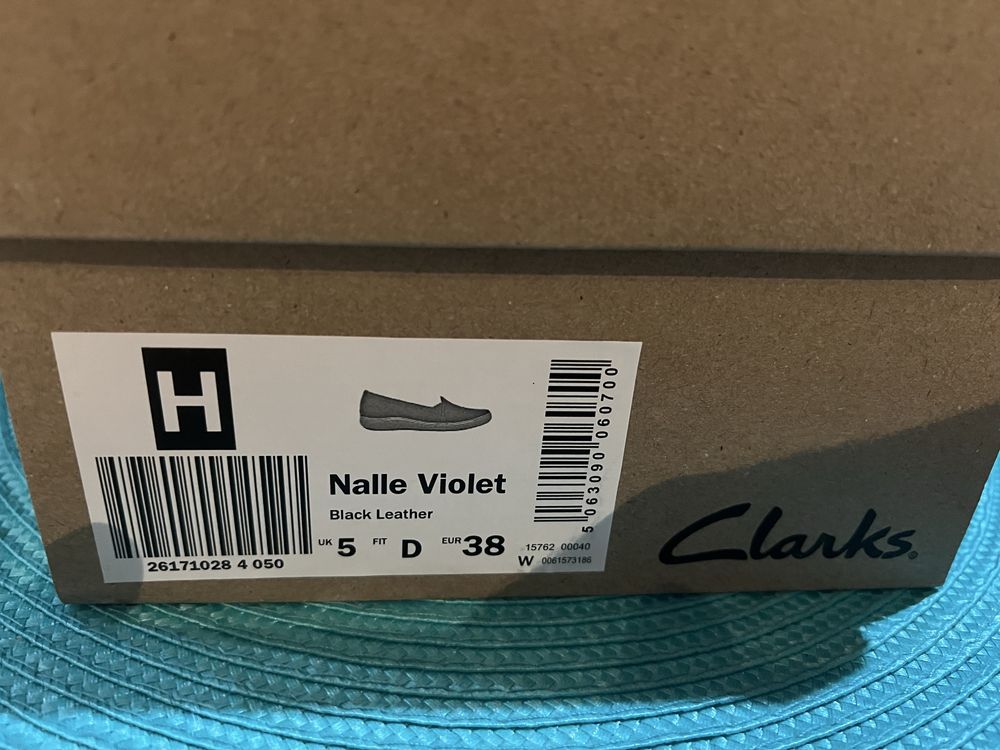 H
26171028 4 050
Nalle Violet
Black Leather
UK 5 FIT D EUR 38
5 063090 060700
15762 00040
W 0061573186
Clarks.